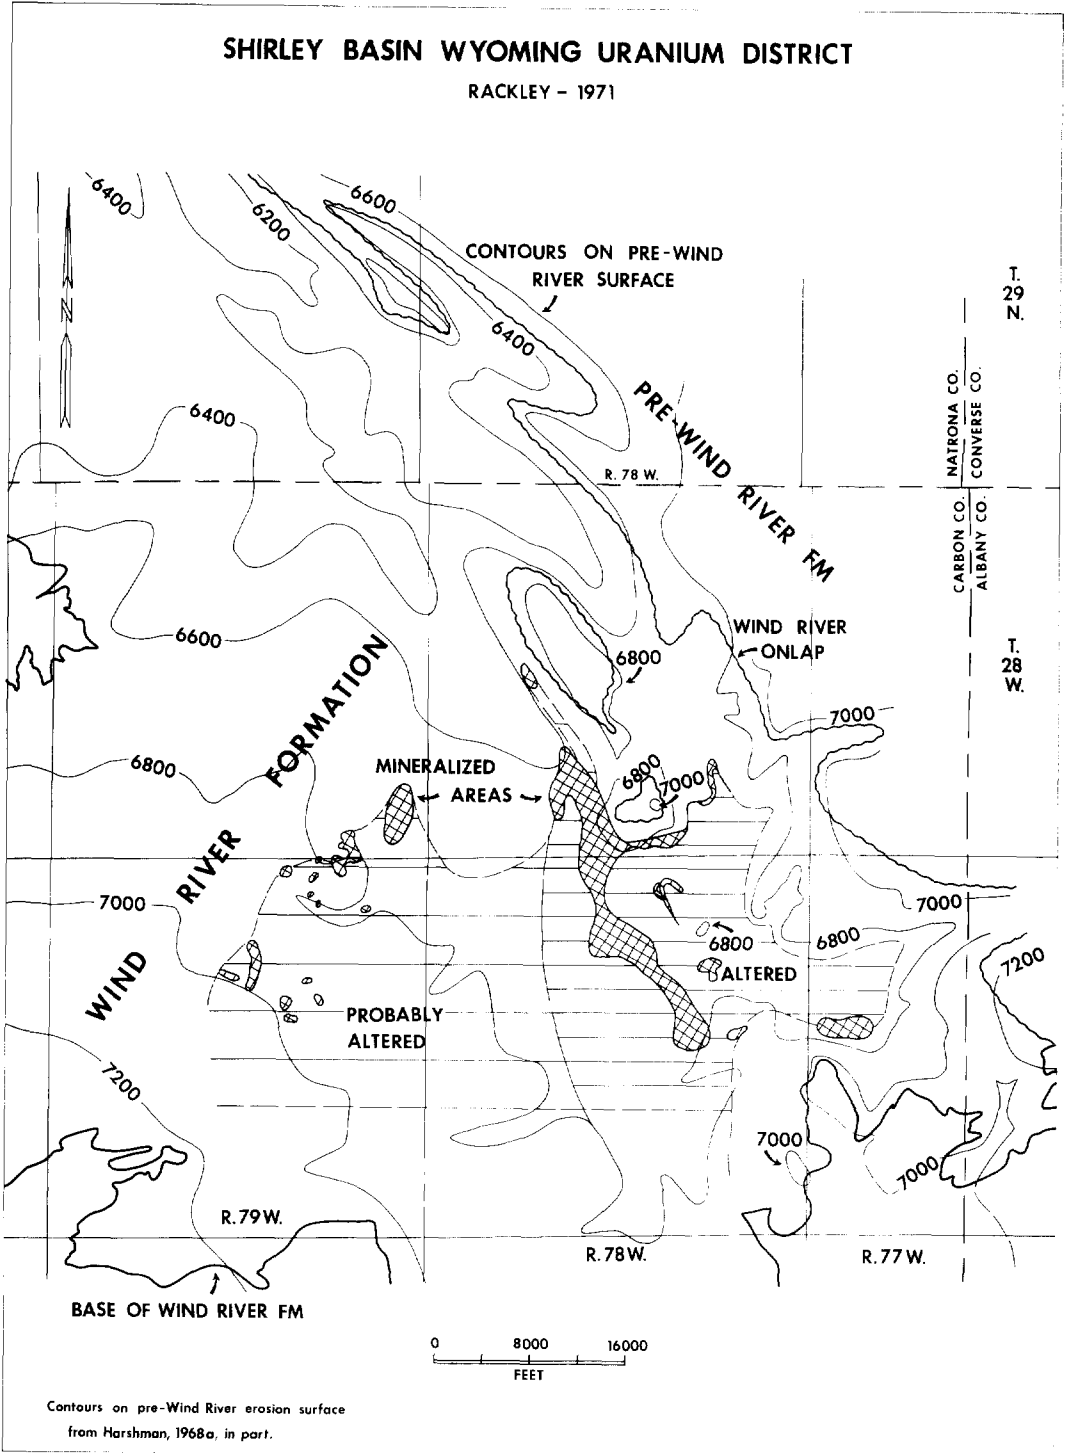 SHIRLEY BASIN WYOMING URANIUM DISTRICT
RACKLEY - 1971
6400
6200
6600
CONTOURS ON PRE-WIND
RIVER SURFACE
T.
29
N.
N
6400
6400
PRE-WIND RIVER FM
NATRONA CO.
CONVERSE CO.
R. 78 W.
CARBON CO.
ALBANY CO.
6600
WIND RIVER
ONLAP
6800
T.
28
W.
7000
6800
MINERALIZED
AREAS
6800
7000
WIND RIVER FORMATION
7000
7000
6800
6800
7200
ALTERED
PROBABLY
ALTERED
7200
7000
7000
R. 79 W.
R. 78 W.
R. 77 W.
BASE OF WIND RIVER FM
0 8000 16000
FEET
Contours on pre-Wind River erosion surface
from Harshman, 1968a, in part.